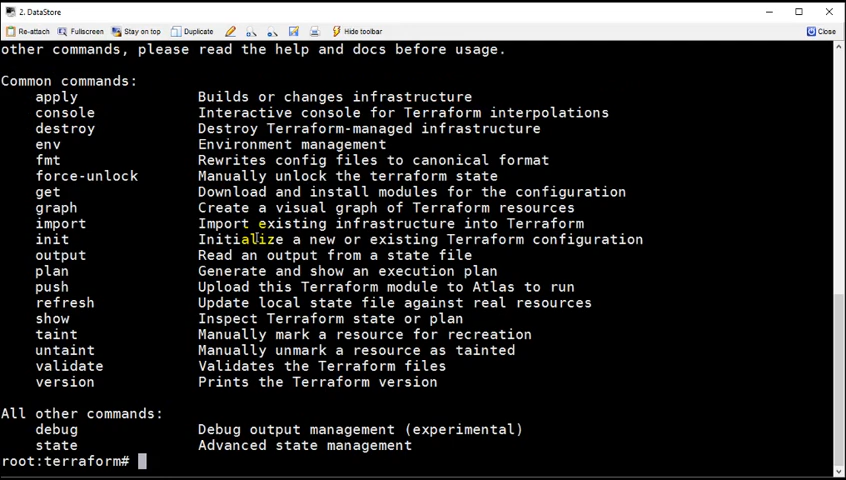 2. DataStore
Re-attach Fullscreen Stay on top Duplicate Hide toolbar Close
other commands, please read the help and docs before usage.
Common commands:
apply Builds or changes infrastructure
console Interactive console for Terraform interpolations
destroy Destroy Terraform-managed infrastructure
env Environment management
fmt Rewrites config files to canonical format
force-unlock Manually unlock the terraform state
get Download and install modules for the configuration
graph Create a visual graph of Terraform resources
import Import existing infrastructure into Terraform
init Initialize a new or existing Terraform configuration
output Read an output from a state file
plan Generate and show an execution plan
push Upload this Terraform module to Atlas to run
refresh Update local state file against real resources
show Inspect Terraform state or plan
taint Manually mark a resource for recreation
untaint Manually unmark a resource as tainted
validate Validates the Terraform files
version Prints the Terraform version
All other commands:
debug Debug output management (experimental)
state Advanced state management
root:terraform#